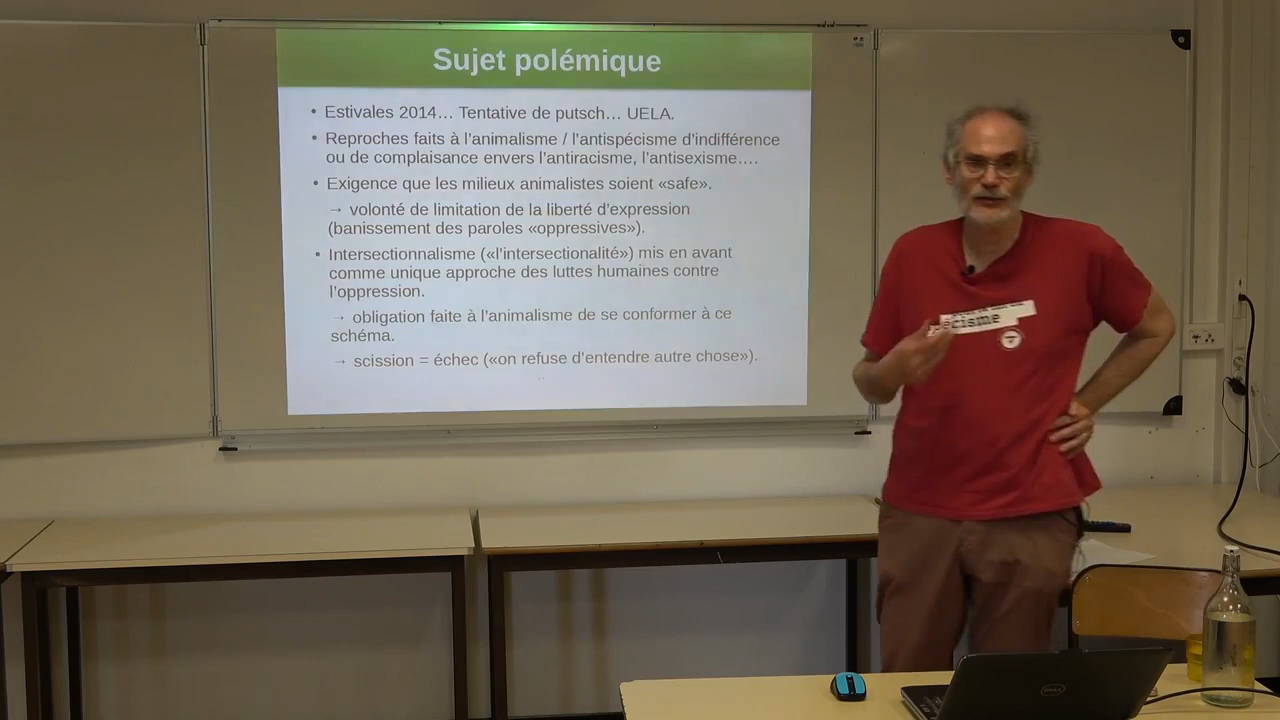 Sujet polémique
• Estivales 2014… Tentative de putsch… UELA.
• Reproches faits à l'animalisme / l'antispécisme d'indifférence
ou de complaisance envers l'antiracisme, l'antisexisme….
• Exigence que les milieux animalistes soient «safe».
→ volonté de limitation de la liberté d'expression
(banissement des paroles «oppressives»).
• Intersectionnalisme («l'intersectionalité») mis en avant
comme unique approche des luttes humaines contre
l'oppression.
→ obligation faite à l'animalisme de se conformer à ce
schéma.
→ scission = échec («on refuse d'entendre autre chose»).
écisme
DELL